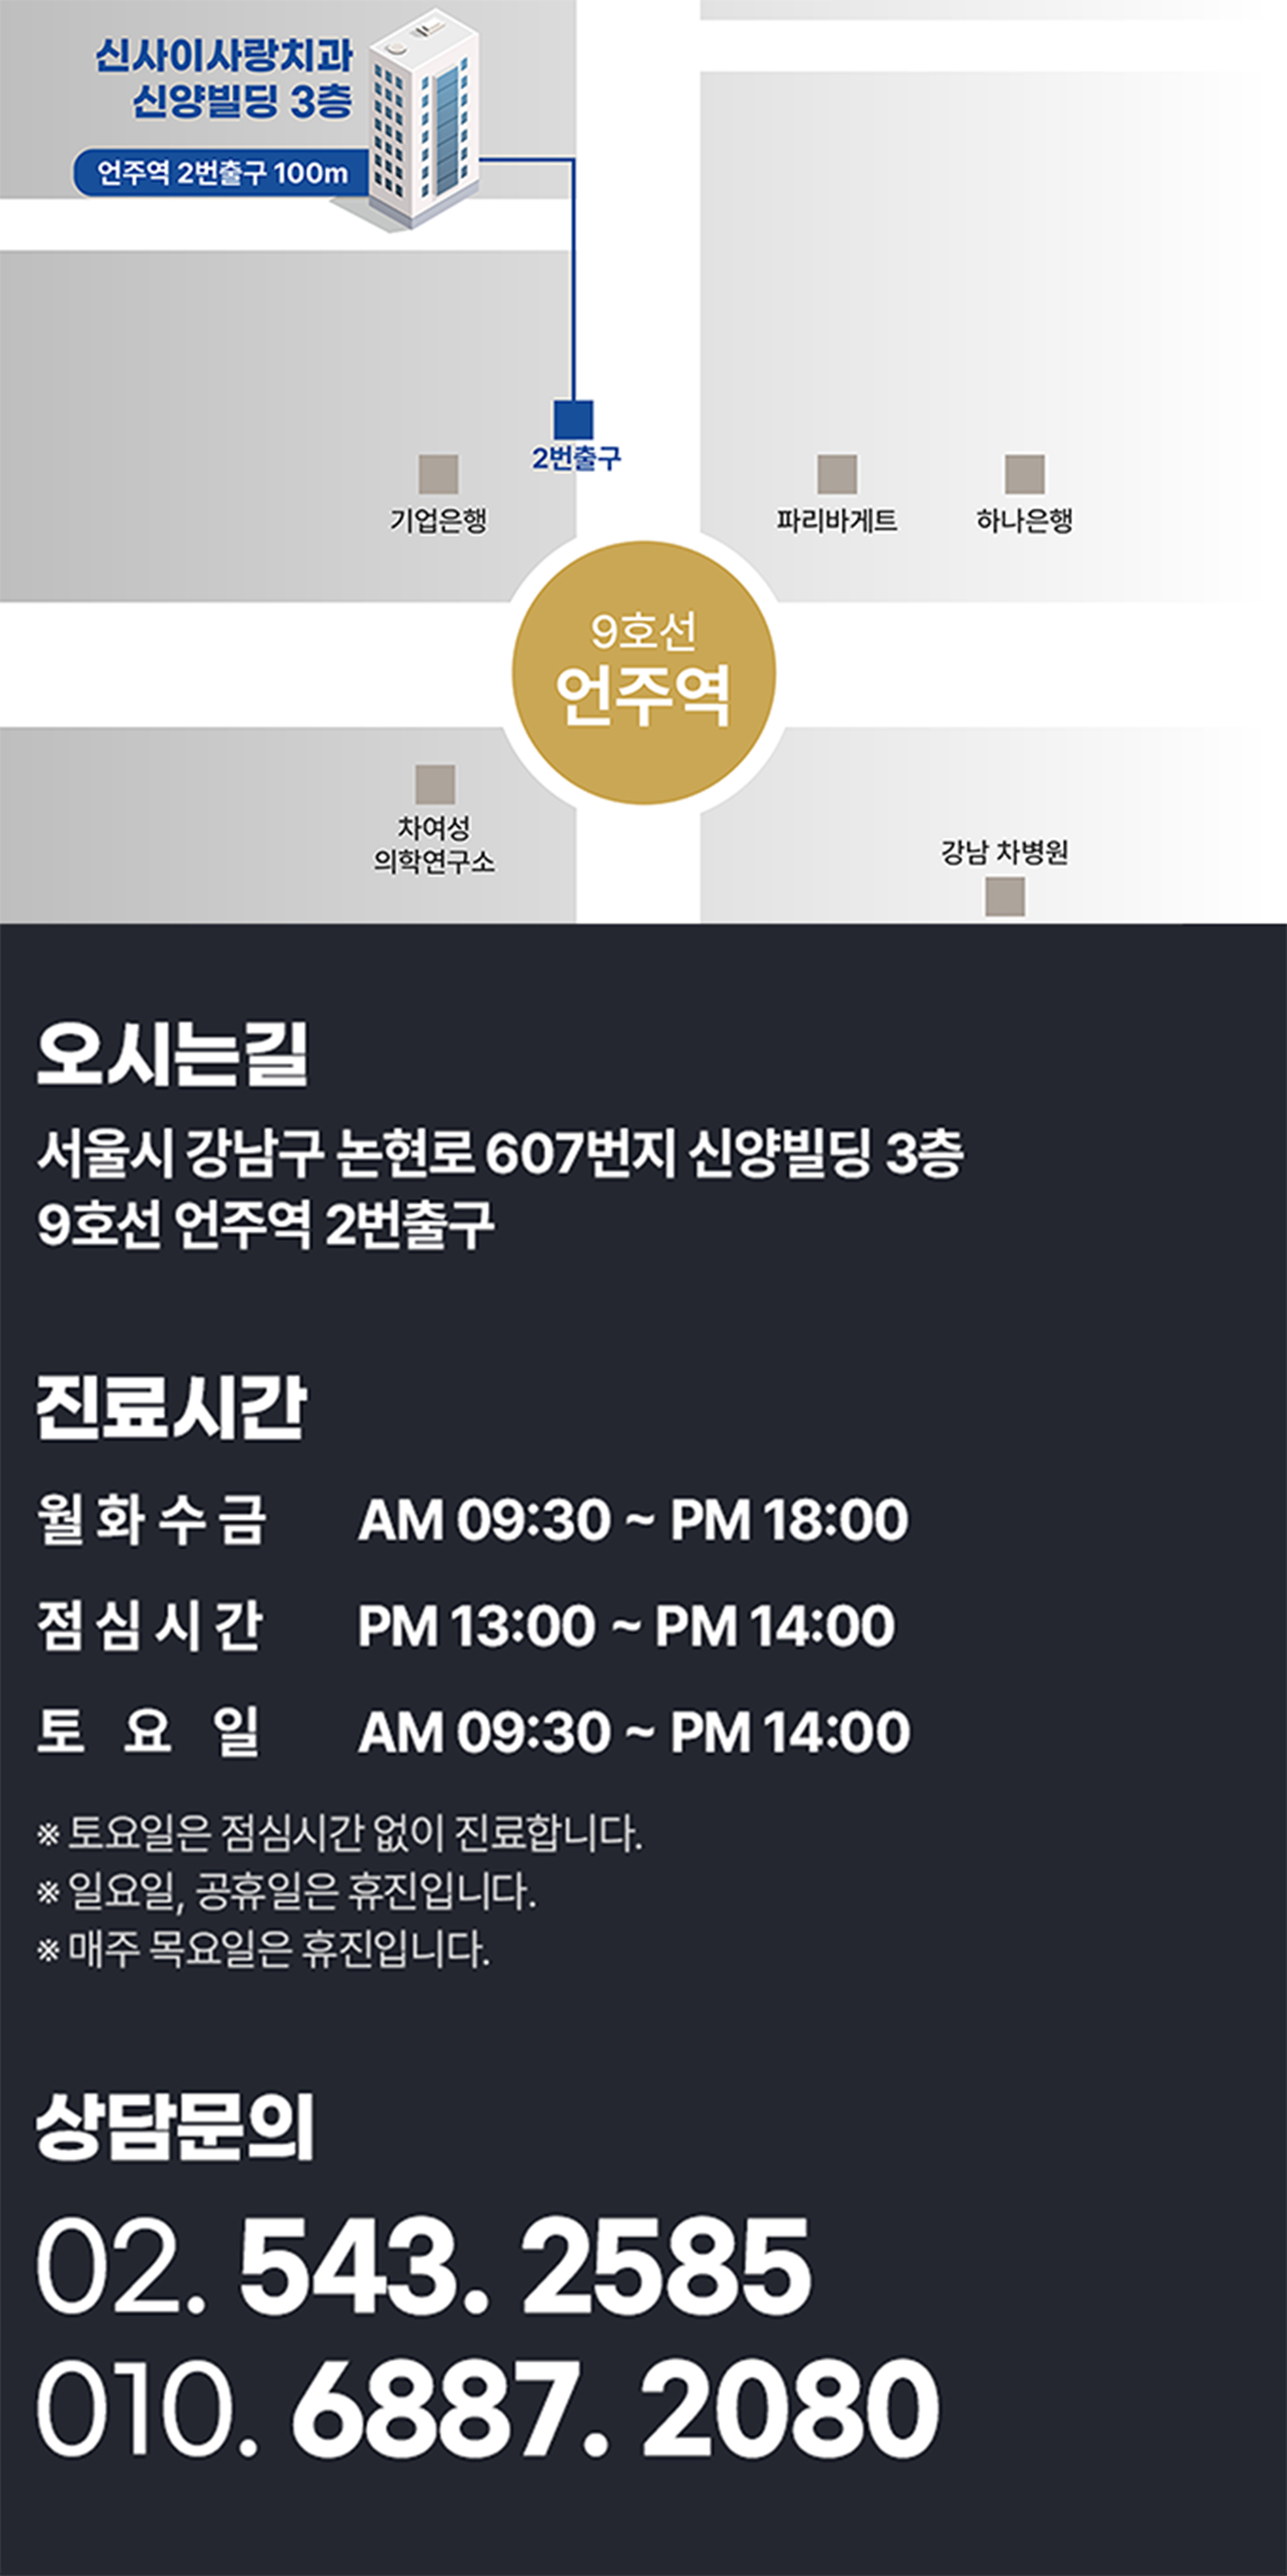 신사이사랑치과
신양빌딩 3층
언주역 2번출구 100m
2번출구
기업은행
파리바게트
하나은행
9호선
언주역
차여성
의학연구소
강남 차병원
오시는길
서울시 강남구 논현로 607번지 신양빌딩 3층
9호선 언주역 2번출구
진료시간
월화수금 AM 09:30 ~ PM 18:00
점심시간 PM 13:00 ~ PM 14:00
토요일 AM 09:30 ~ PM 14:00
※ 토요일은 점심시간 없이 진료합니다.
※ 일요일, 공휴일은 휴진입니다.
※ 매주 목요일은 휴진입니다.
상담문의
02. 543. 2585
010. 6887. 2080